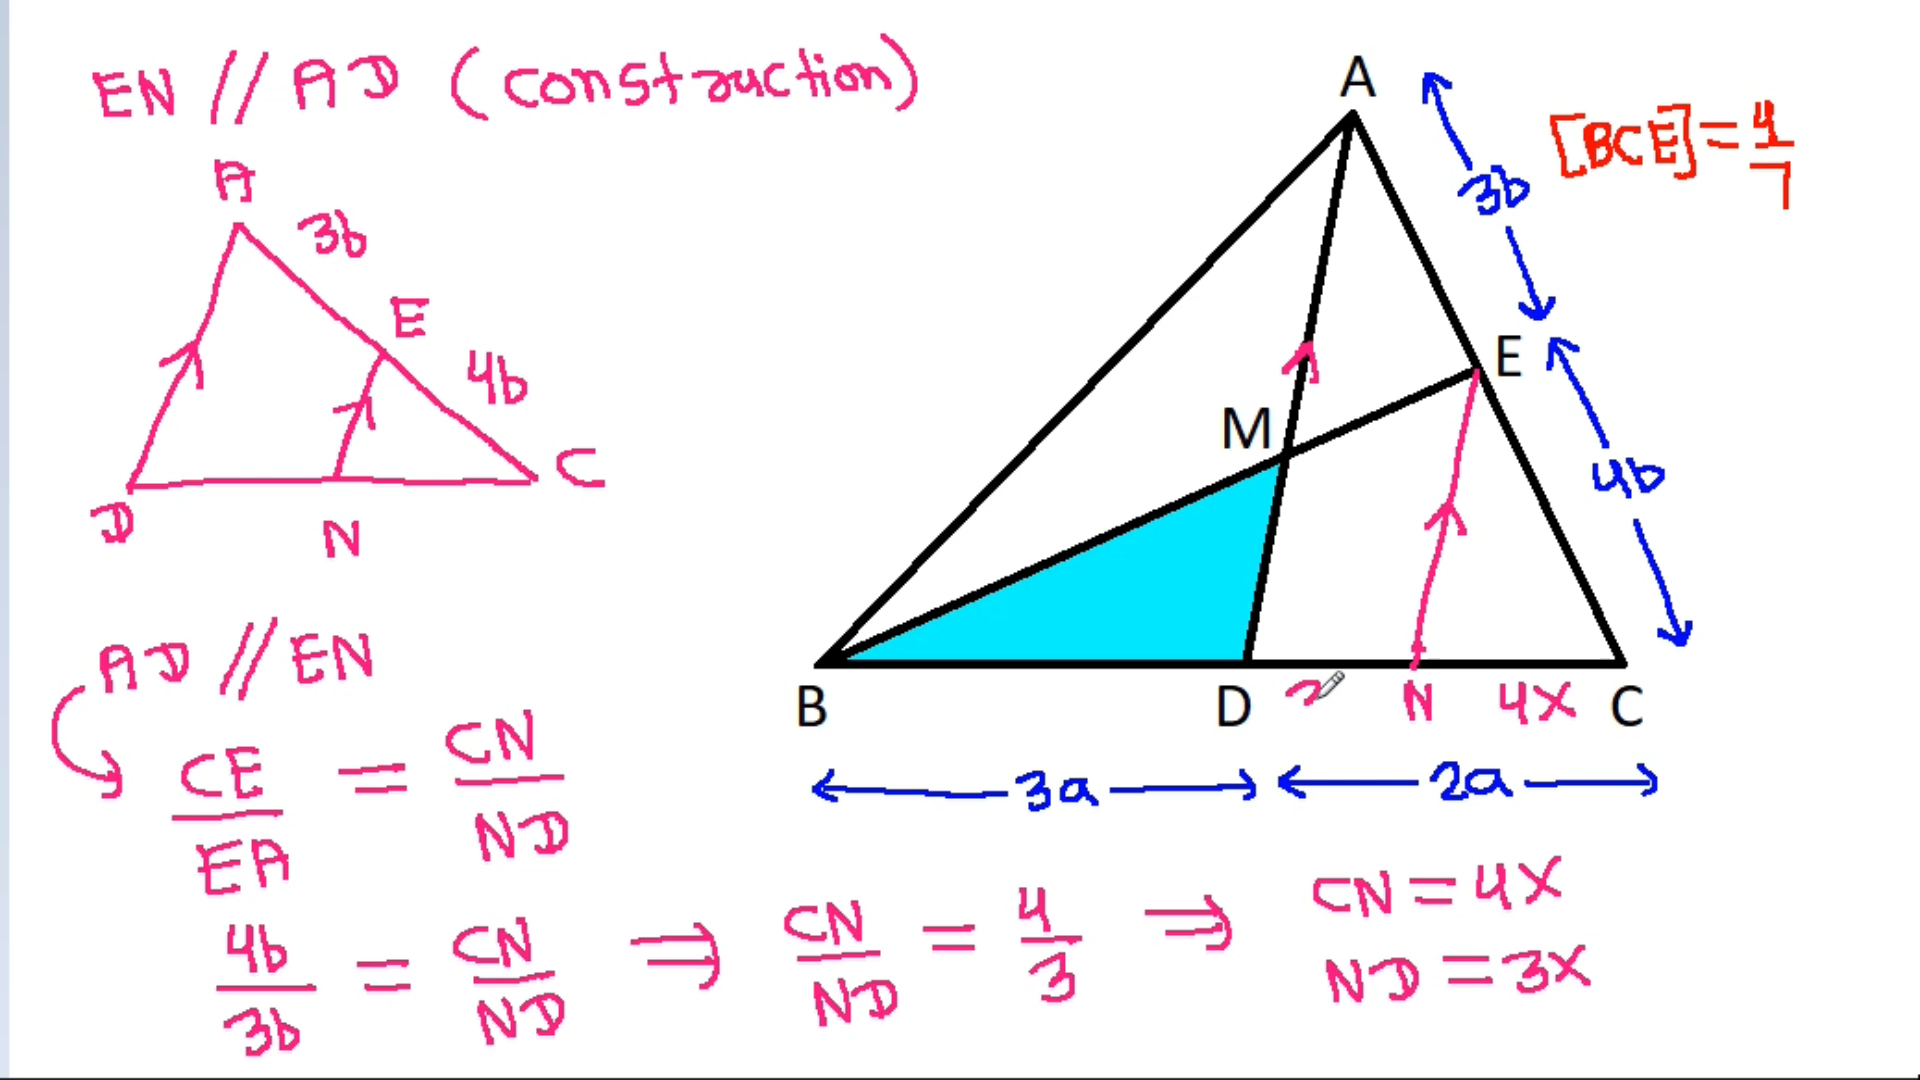 EN // AD (construction)
A
3b
E
4b
C
D
N
AD // EN
CE/EA = CN/ND
4b/3b = CN/ND ⇒ CN/ND = 4/3 ⇒ CN = 4x
ND = 3x
A
[BCE] = 4/7
3b
E
M
4b
B
D
N
4x
C
3a
2a